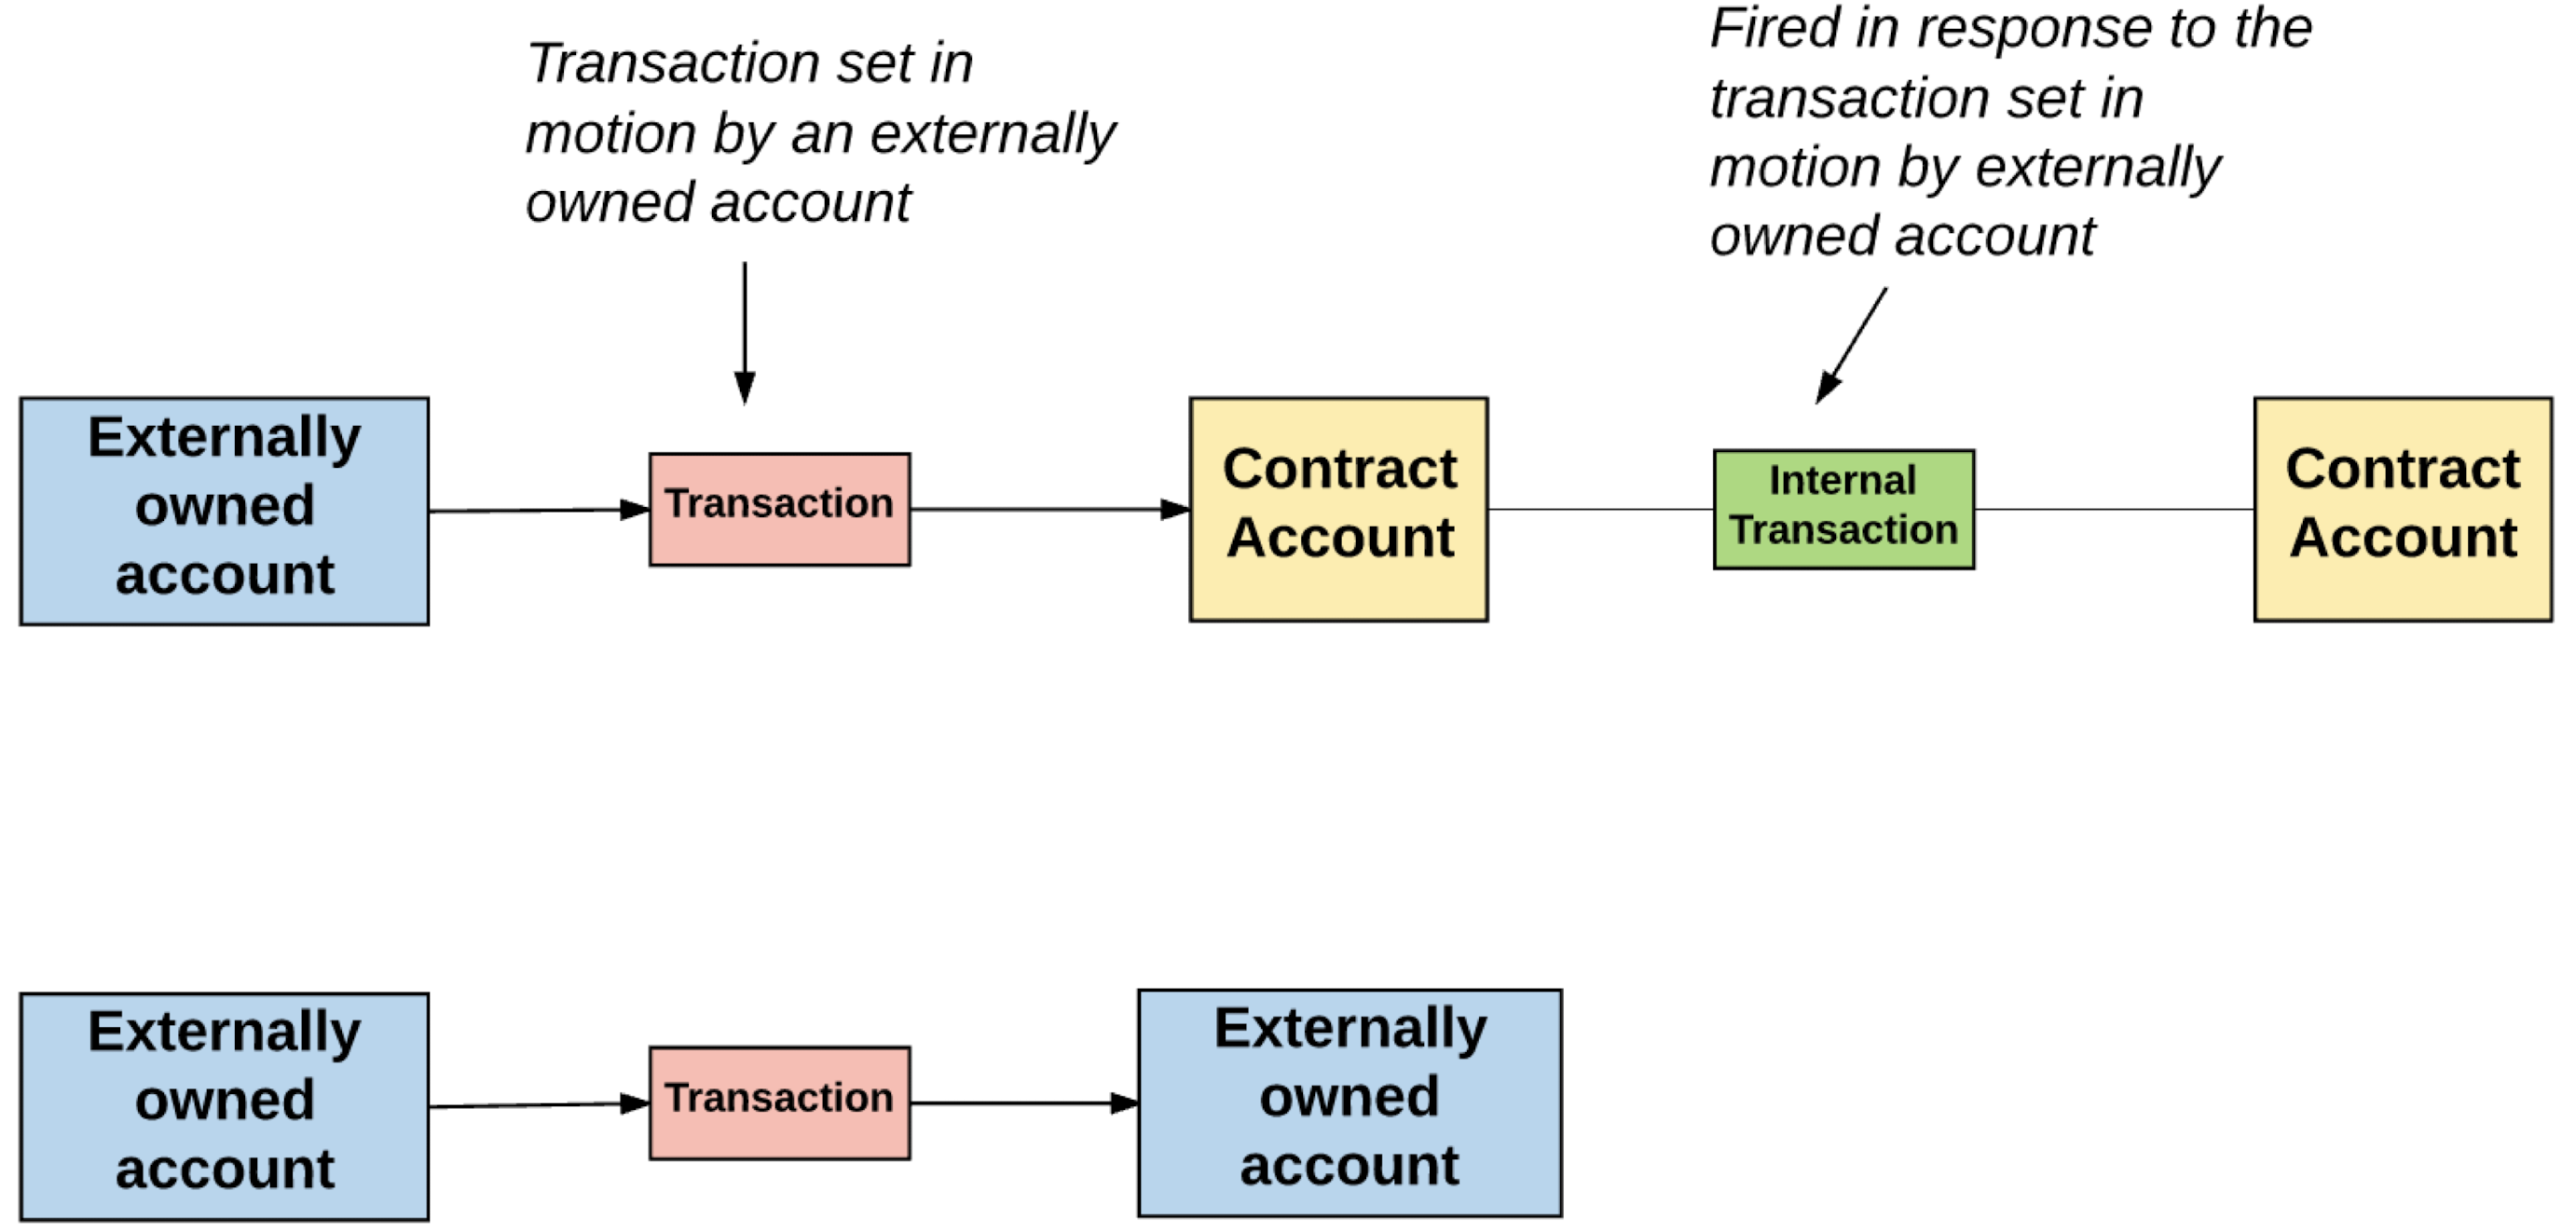 Transaction set in
motion by an externally
owned account
Fired in response to the
transaction set in
motion by externally
owned account
Externally
owned
account
Transaction
Contract
Account
Internal
Transaction
Contract
Account
Externally
owned
account
Transaction
Externally
owned
account